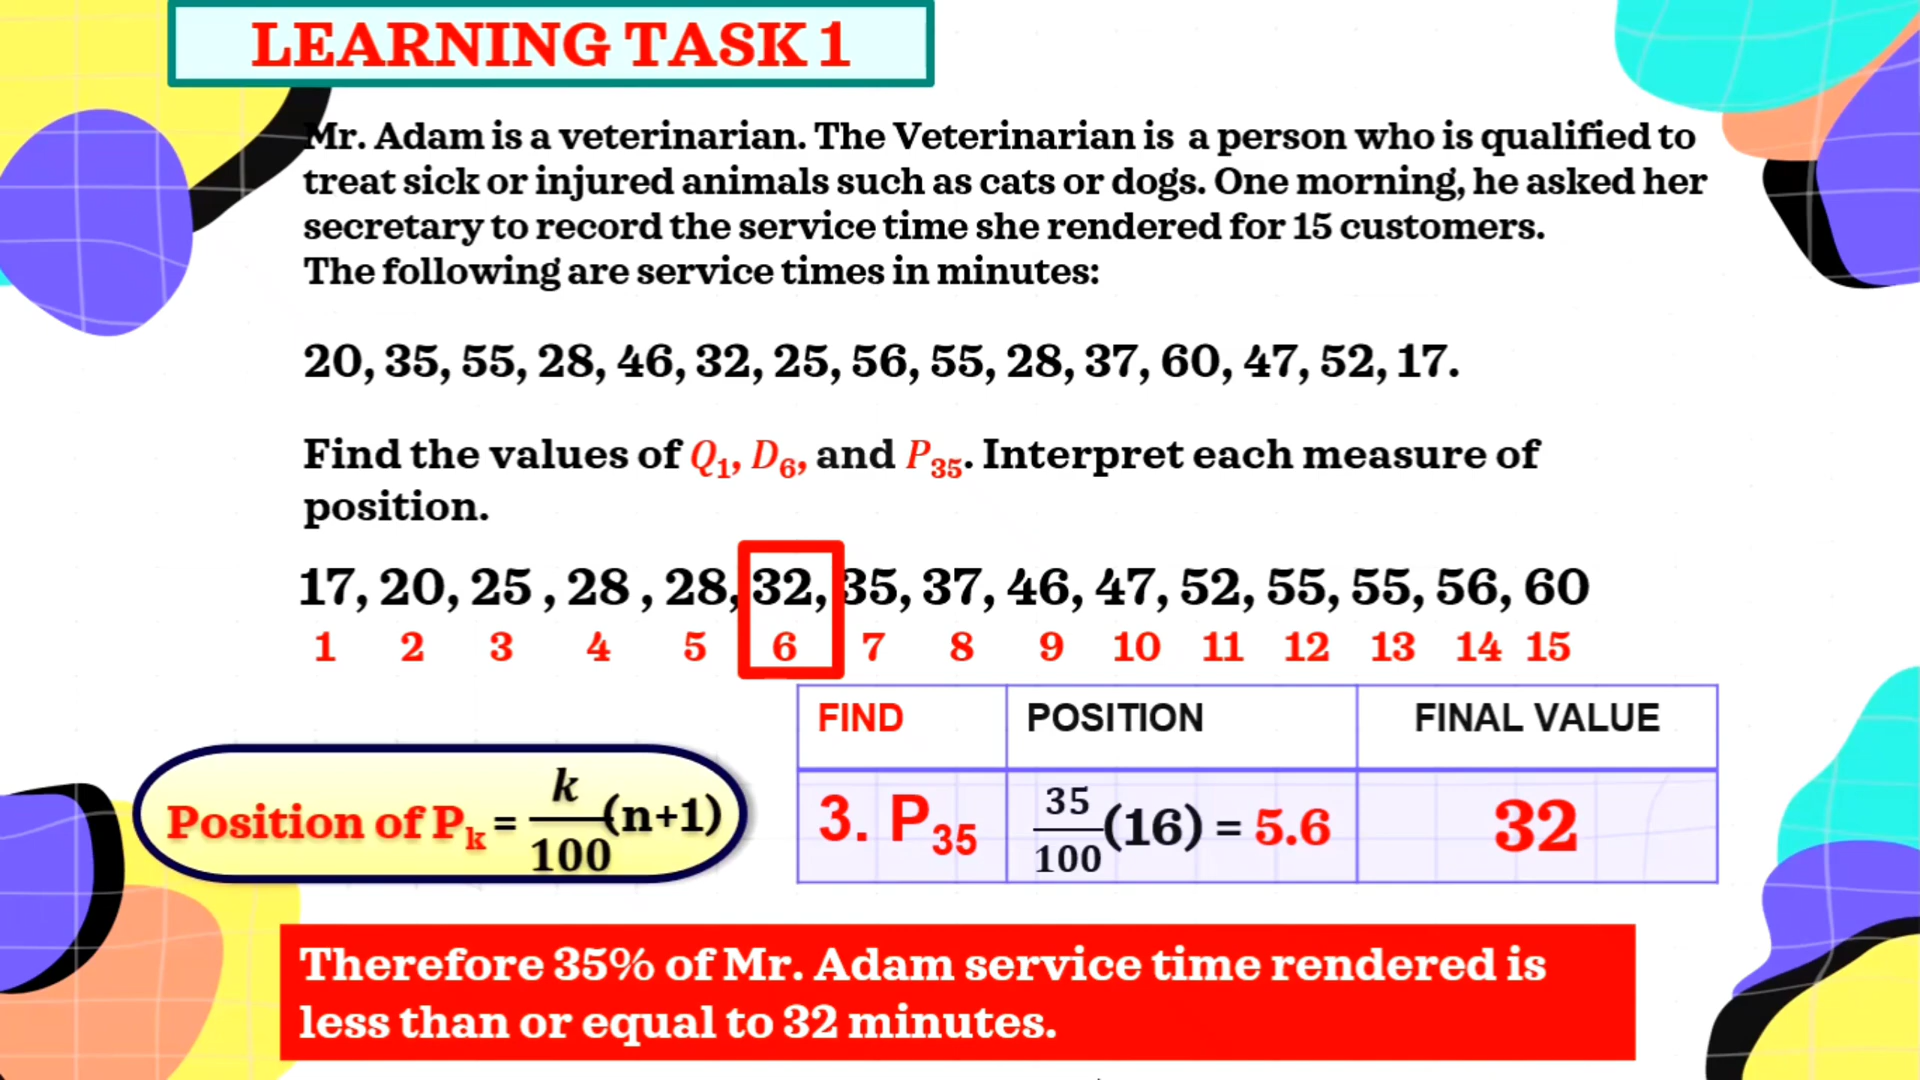 LEARNING TASK 1
Mr. Adam is a veterinarian. The Veterinarian is a person who is qualified to
treat sick or injured animals such as cats or dogs. One morning, he asked her
secretary to record the service time she rendered for 15 customers.
The following are service times in minutes:
20, 35, 55, 28, 46, 32, 25, 56, 55, 28, 37, 60, 47, 52, 17.
Find the values of Q₁, D₆, and P₃₅. Interpret each measure of
position.
17, 20, 25 , 28 , 28, 32, 35, 37, 46, 47, 52, 55, 55, 56, 60
1 2 3 4 5 6 7 8 9 10 11 12 13 14 15
FIND POSITION FINAL VALUE
Position of Pₖ = k/100 (n+1)
3. P₃₅ 35/100 (16) = 5.6 32
Therefore 35% of Mr. Adam service time rendered is
less than or equal to 32 minutes.